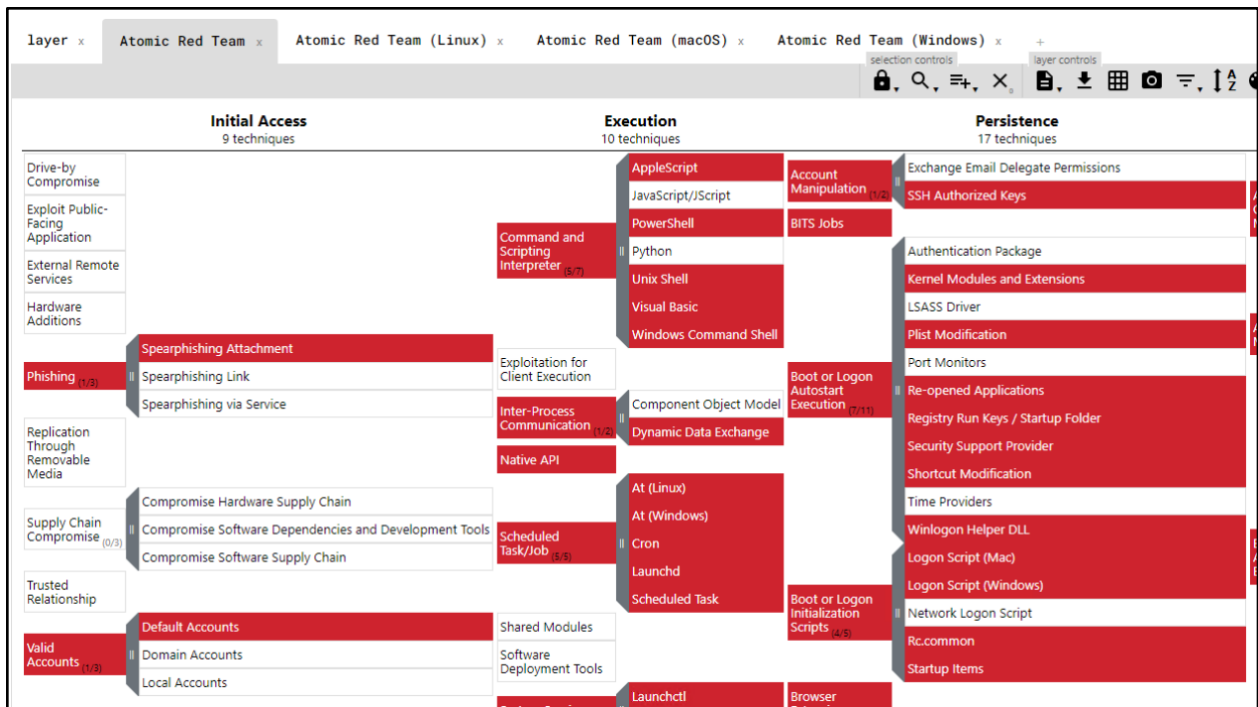 layer x
Atomic Red Team x
Atomic Red Team (Linux) x
Atomic Red Team (macOS) x
Atomic Red Team (Windows) x
+
selection controls
layer controls
Initial Access
9 techniques
Drive-by
Compromise
Exploit Public-
Facing
Application
External Remote
Services
Hardware
Additions
Phishing (1/3)
Spearphishing Attachment
Spearphishing Link
Spearphishing via Service
Replication
Through
Removable
Media
Supply Chain
Compromise (0/3)
Compromise Hardware Supply Chain
Compromise Software Dependencies and Development Tools
Compromise Software Supply Chain
Trusted
Relationship
Valid
Accounts (1/3)
Default Accounts
Domain Accounts
Local Accounts
Execution
10 techniques
Command and
Scripting
Interpreter (5/7)
AppleScript
JavaScript/JScript
PowerShell
Python
Unix Shell
Visual Basic
Windows Command Shell
Exploitation for
Client Execution
Inter-Process
Communication (1/2)
Component Object Model
Dynamic Data Exchange
Native API
Scheduled
Task/Job (5/5)
At (Linux)
At (Windows)
Cron
Launchd
Scheduled Task
Shared Modules
Software
Deployment Tools
Launchctl
Persistence
17 techniques
Account
Manipulation (1/2)
Exchange Email Delegate Permissions
SSH Authorized Keys
BITS Jobs
Boot or Logon
Autostart
Execution (7/11)
Authentication Package
Kernel Modules and Extensions
LSASS Driver
Plist Modification
Port Monitors
Re-opened Applications
Registry Run Keys / Startup Folder
Security Support Provider
Shortcut Modification
Time Providers
Winlogon Helper DLL
Boot or Logon
Initialization
Scripts (4/5)
Logon Script (Mac)
Logon Script (Windows)
Network Logon Script
Rc.common
Startup Items
Browser